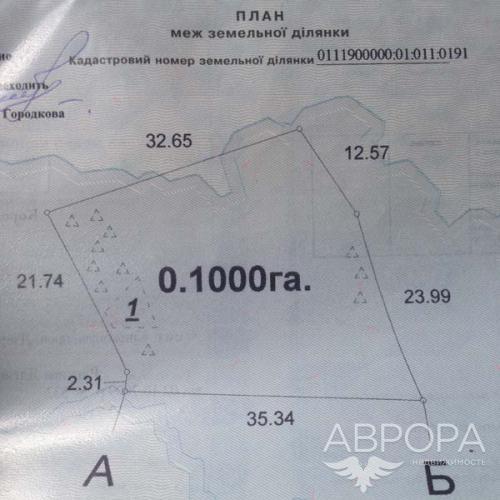 ПЛАН
меж земельної ділянки
Кадастровий номер земельної ділянки 0111900000:01:011:0191
Городкова
32.65
12.57
21.74
0.1000га.
23.99
1
2.31
35.34
А
Б
АВРОРА
НЕДВИЖИМОСТЬ